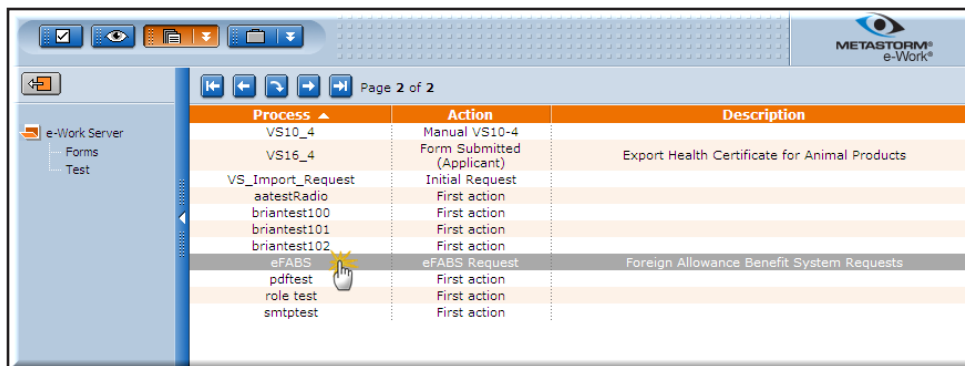 METASTORM®
e-Work®
Page 2 of 2
e-Work Server
Forms
Test
Process Action Description
VS10_4 Manual VS10-4
VS16_4 Form Submitted (Applicant) Export Health Certificate for Animal Products
VS_Import_Request Initial Request
aatestRadio First action
briantest100 First action
briantest101 First action
briantest102 First action
eFABS eFABS Request Foreign Allowance Benefit System Requests
pdftest First action
role test First action
smtptest First action